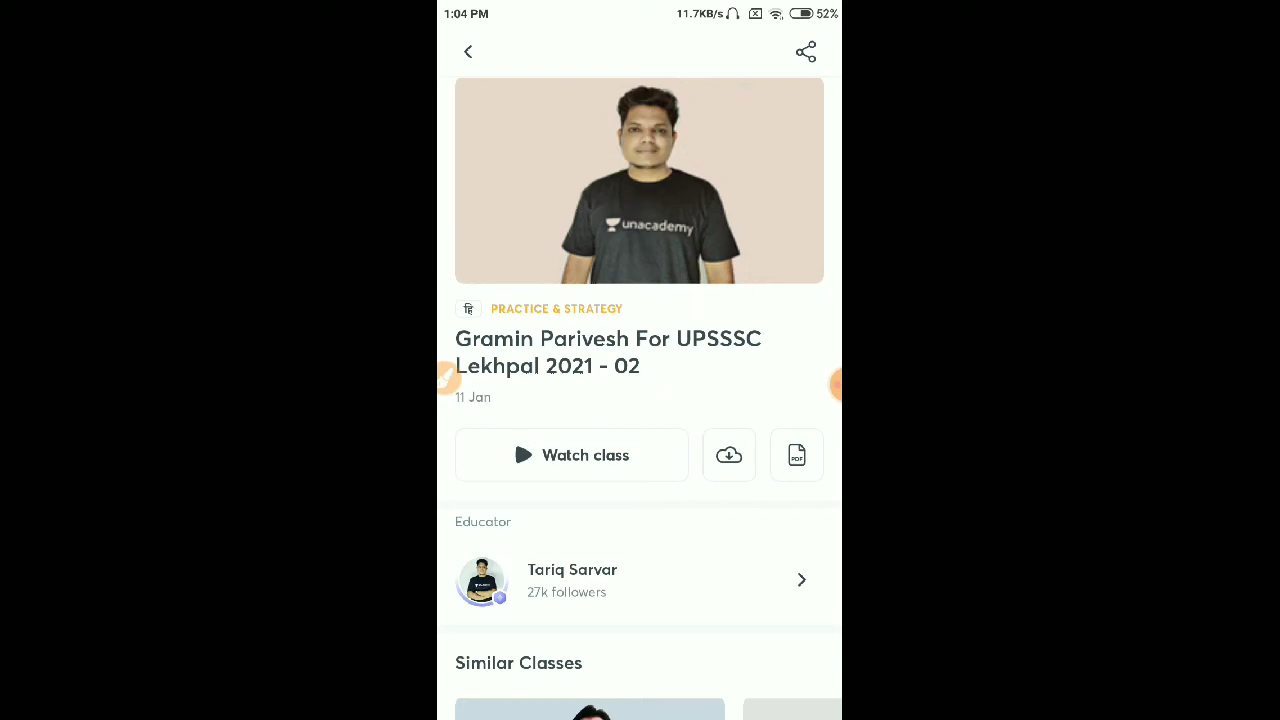 1:04 PM 11.7KB/s 52%
unacademy
हि PRACTICE & STRATEGY
Gramin Parivesh For UPSSSC
Lekhpal 2021 - 02
11 Jan
Watch class
PDF
Educator
Tariq Sarvar
27k followers
Similar Classes